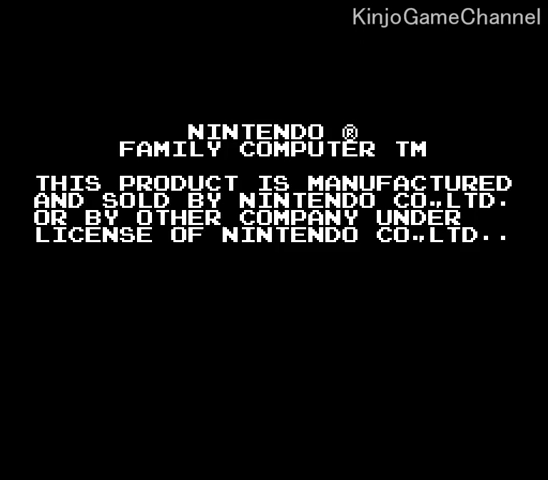 KinjoGameChannel
NINTENDO ®
FAMILY COMPUTER TM
THIS PRODUCT IS MANUFACTURED
AND SOLD BY NINTENDO CO.,LTD.
OR BY OTHER COMPANY UNDER
LICENSE OF NINTENDO CO.,LTD..